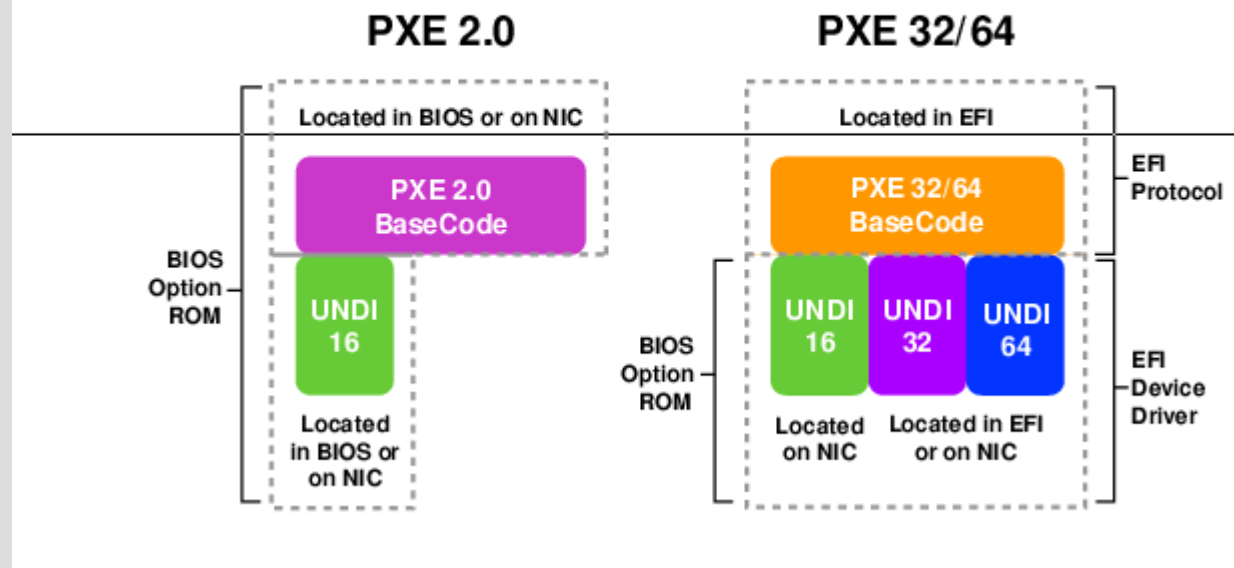 PXE 2.0
Located in BIOS or on NIC
PXE 2.0
BaseCode
BIOS
Option
ROM
UNDI
16
Located
in BIOS or
on NIC
PXE 32/64
Located in EFI
PXE 32/64
BaseCode
EFI
Protocol
BIOS
Option
ROM
UNDI
16
UNDI
32
UNDI
64
Located
on NIC
Located in EFI
or on NIC
EFI
Device
Driver